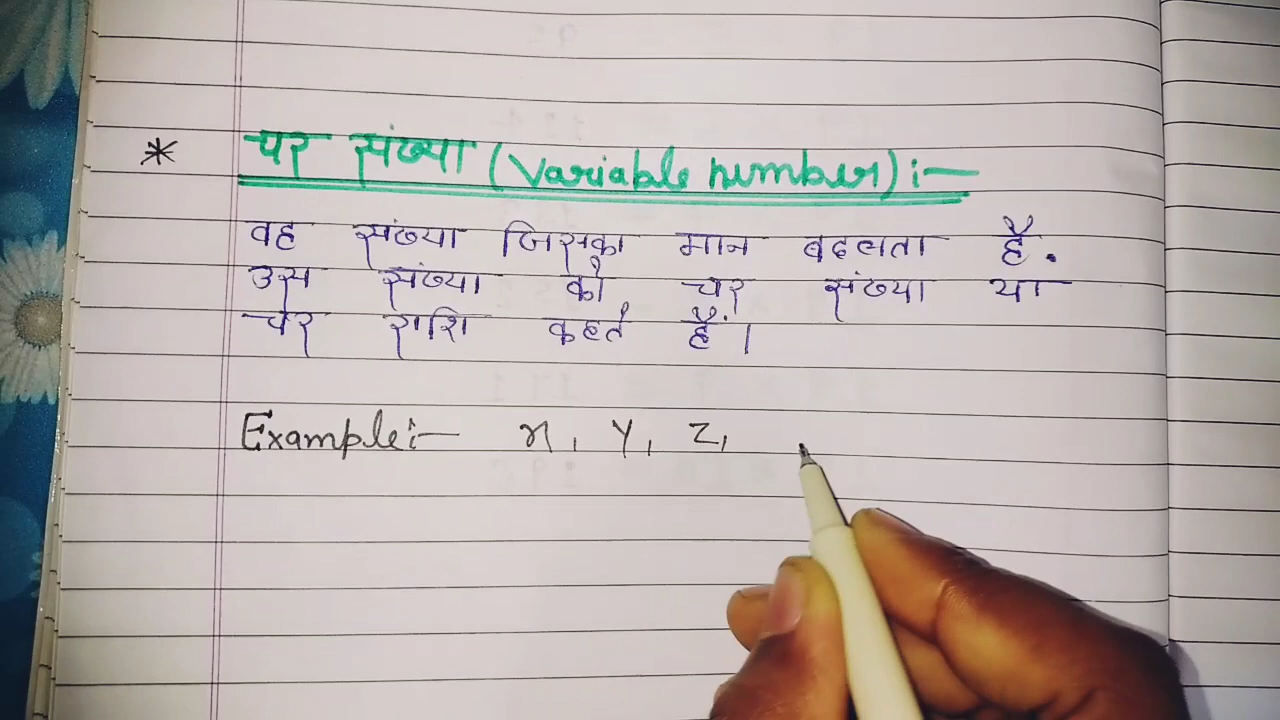 * चर संख्या (Variable number) :-
वह संख्या जिसका मान बदलता है.
उस संख्या को चर संख्या या
चर राशि कहते हैं।
Example:- x, y, z,